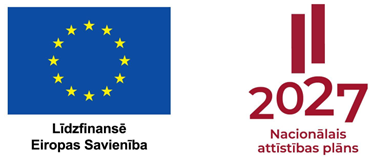 Līdzfinansē
Eiropas Savienība
2027
Nacionālais
attīstības plāns